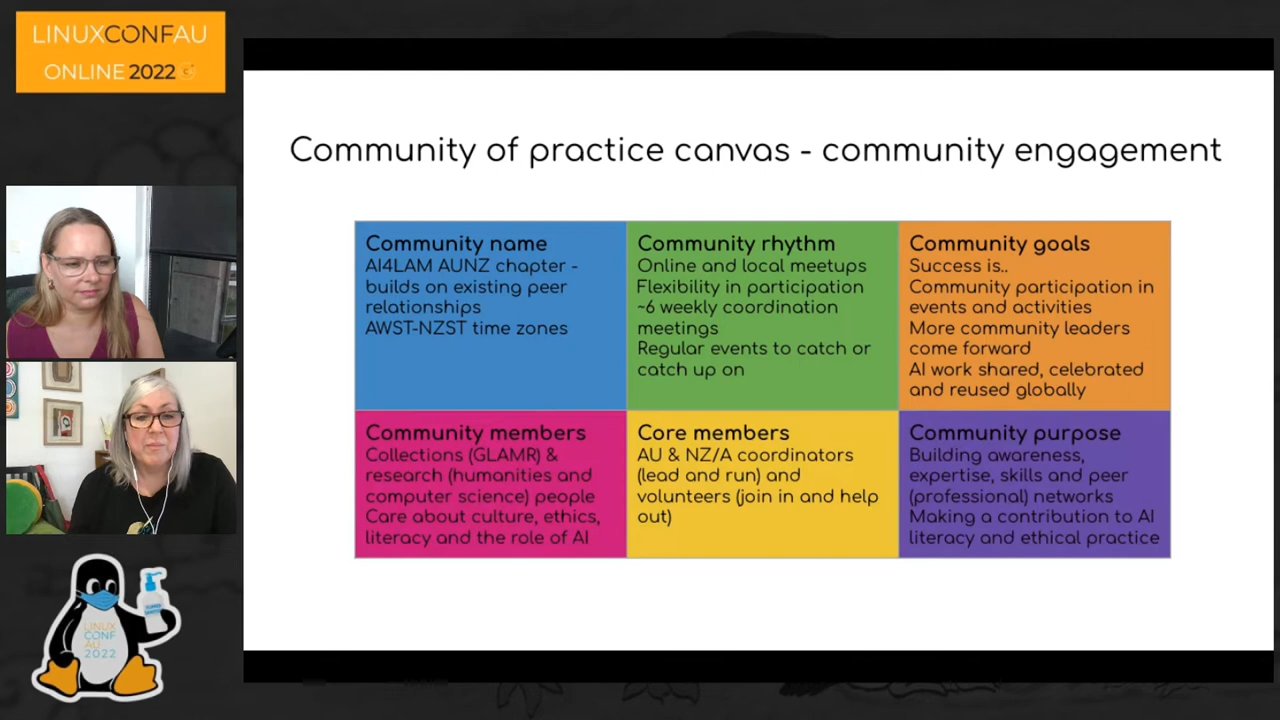 LINUXCONFAU
ONLINE 2022
Community of practice canvas - community engagement
Community name
AI4LAM AUNZ chapter -
builds on existing peer
relationships
AWST-NZST time zones
Community rhythm
Online and local meetups
Flexibility in participation
~6 weekly coordination
meetings
Regular events to catch or
catch up on
Community goals
Success is..
Community participation in
events and activities
More community leaders
come forward
AI work shared, celebrated
and reused globally
Community members
Collections (GLAMR) &
research (humanities and
computer science) people
Care about culture, ethics,
literacy and the role of AI
Core members
AU & NZ/A coordinators
(lead and run) and
volunteers (join in and help
out)
Community purpose
Building awareness,
expertise, skills and peer
(professional) networks
Making a contribution to AI
literacy and ethical practice
LINUX
CONF
AU
2022